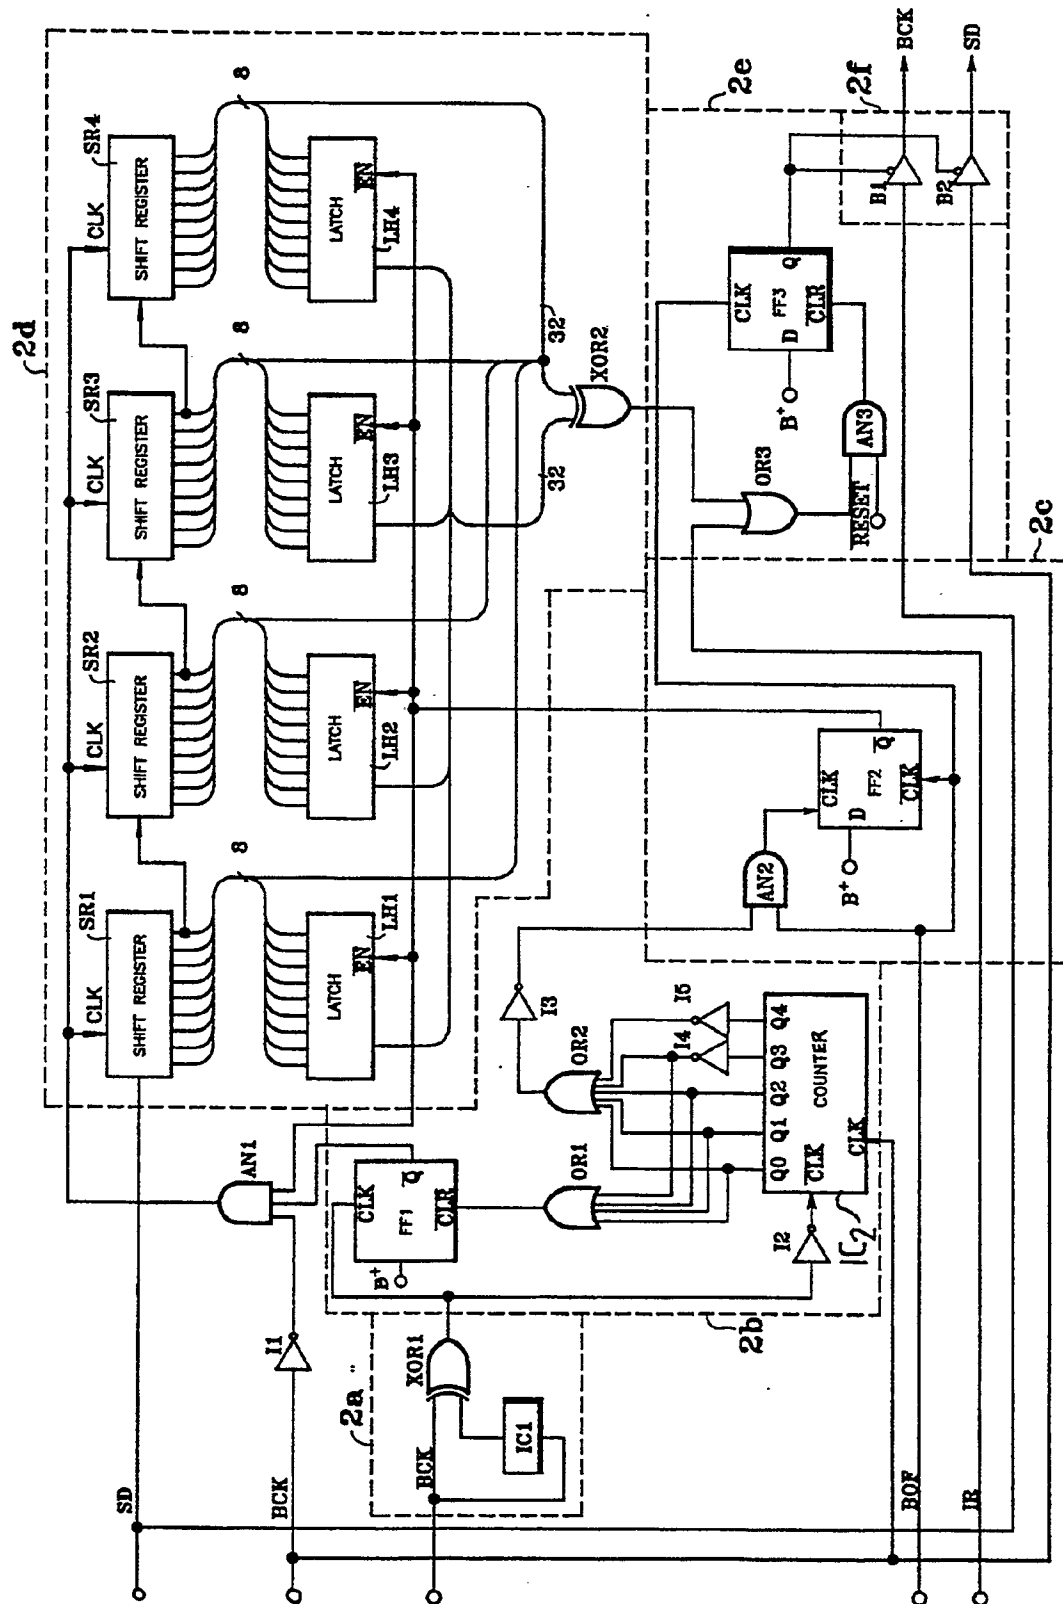 2d
SR1
SR2
SR3
SR4
CLK
CLK
CLK
CLK
SHIFT REGISTER
SHIFT REGISTER
SHIFT REGISTER
SHIFT REGISTER
8
8
8
8
LATCH
LATCH
LATCH
LATCH
EN
EN
EN
EN
LH1
LH2
LH3
LH4
32
32
XOR2
SD
BCK
I1
AN1
2a"
BCK
IC1
XOR1
2b
B+
CLK
FF1
Q
CLR
OR1
OR2
I3
I2
I4
I5
Q0
Q1
Q2
Q3
Q4
CLK
COUNTER
CLK
IC2
AN2
B+
CLK
D
FF2
Q
CLK
2c
OR3
RESET
AN3
B+
CLK
D
FF3
Q
CLR
2e
2f
B1
B2
BCK
SD
BOF
IR